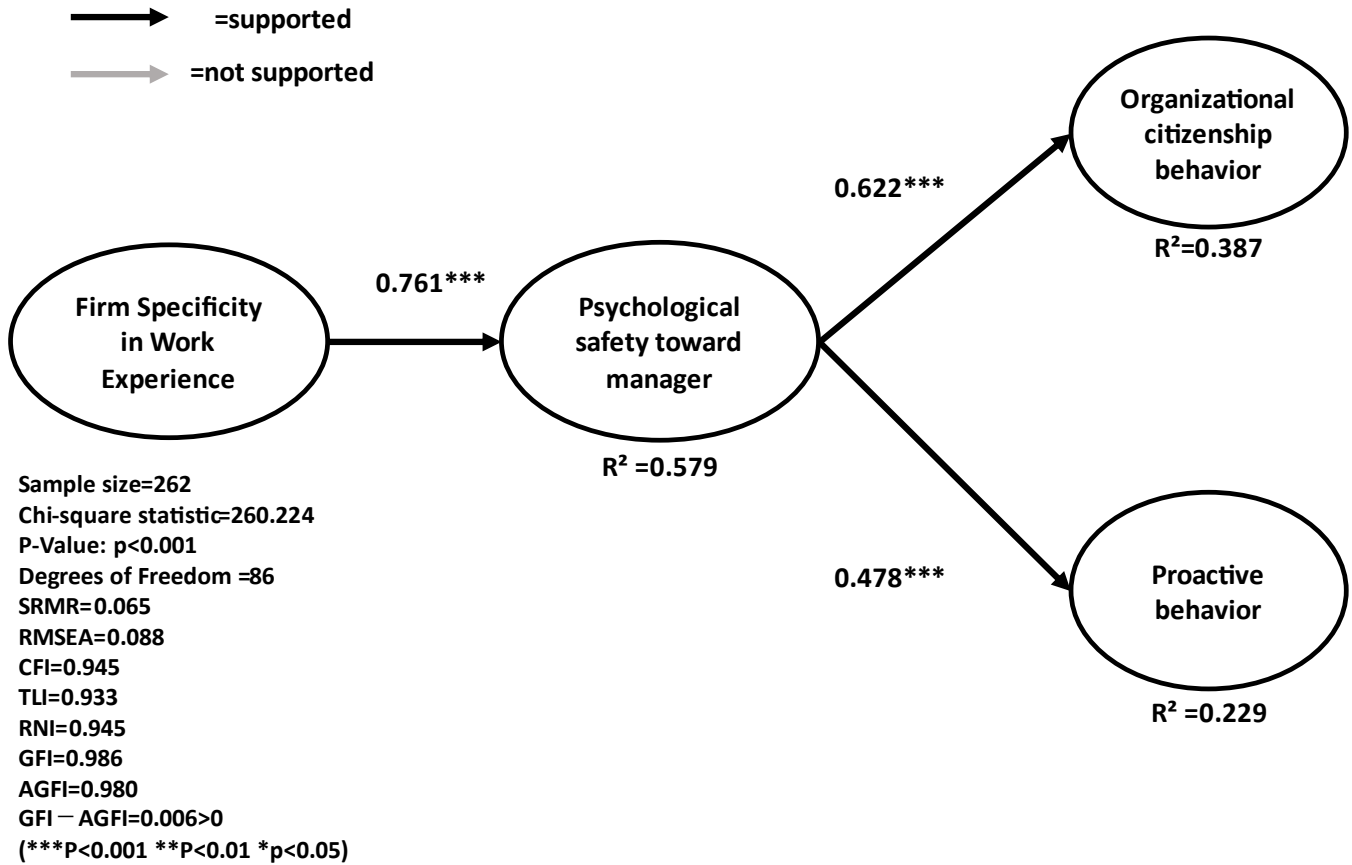 =supported
=not supported
Organizational
citizenship
behavior
0.622***
R²=0.387
0.761***
Firm Specificity
in Work
Experience
Psychological
safety toward
manager
R² =0.579
Sample size=262
Chi-square statistic=260.224
P-Value: p<0.001
Degrees of Freedom =86
SRMR=0.065
RMSEA=0.088
CFI=0.945
TLI=0.933
RNI=0.945
GFI=0.986
AGFI=0.980
GFI－AGFI=0.006>0
(***P<0.001 **P<0.01 *p<0.05)
0.478***
Proactive
behavior
R² =0.229